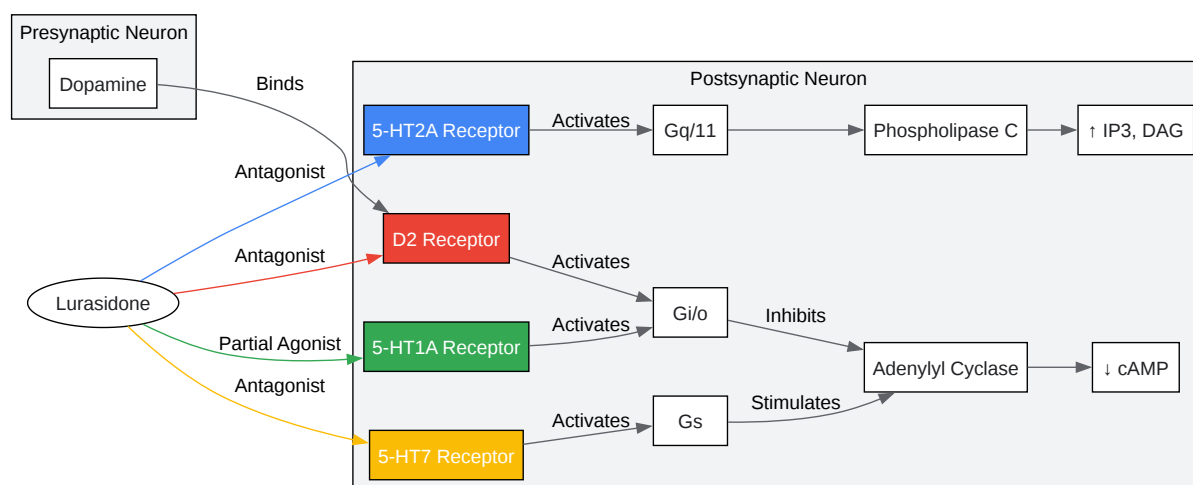 Presynaptic Neuron
Dopamine
Binds
Postsynaptic Neuron
5-HT2A Receptor
Activates
Gq/11
Phospholipase C
↑ IP3, DAG
Antagonist
D2 Receptor
Antagonist
Activates
Lurasidone
Gi/o
Inhibits
Partial Agonist
5-HT1A Receptor
Activates
Adenylyl Cyclase
↓ cAMP
Antagonist
Stimulates
Activates
Gs
5-HT7 Receptor